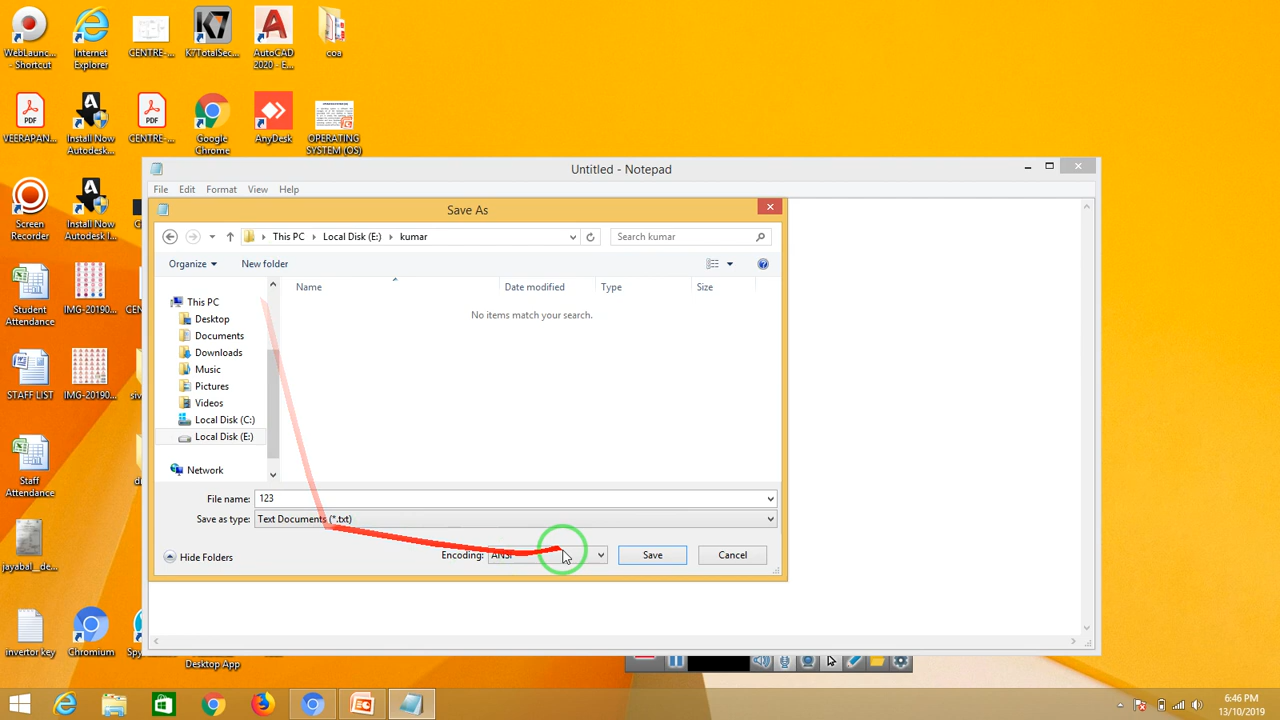 WebLaunc...
- Shortcut
Internet
Explorer
CENTRE-...
K7
K7TotalSec...
AutoCAD
2020 - E...
coa
PDF
VEERAPAN...
Install Now
Autodesk...
PDF
CENTRE-...
Google
Chrome
AnyDesk
OPERATING
SYSTEM (OS)
Screen
Recorder
Install Now
Autodesk I...
Student
Attendance
IMG-20190...
STAFF LIST
IMG-20190...
Staff
Attendance
jayabal_de...
invertor key
Chromium
Desktop App
Untitled - Notepad
File Edit Format View Help
Save As
This PC Local Disk (E:) kumar
Search kumar
Organize New folder
Name Date modified Type Size
No items match your search.
This PC
Desktop
Documents
Downloads
Music
Pictures
Videos
Local Disk (C:)
Local Disk (E:)
Network
File name: 123
Save as type: Text Documents (*.txt)
Hide Folders
Encoding: ANSI
Save
Cancel
6:46 PM
13/10/2019